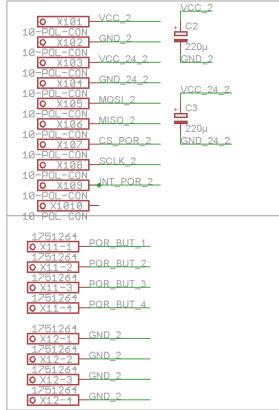 VCC_2
X101 VCC_2
10-POL-CON
X102 GND_2
10-POL-CON
X103 VCC_24_2
10-POL-CON
X104 GND_24_2
10-POL-CON
X105 MOSI_2
10-POL-CON
X106 MISO_2
10-POL-CON
X107 CS_POR_2
10-POL-CON
X108 SCLK_2
10-POL-CON
X109 INT_POR_2
10-POL-CON
X1010
10-POL-CON
C2
+
220µ
GND_2
VCC_24_2
C3
+
220µ
GND_24_2
1751264
X11-1 POR_BUT_1
1751264
X11-2 POR_BUT_2
1751264
X11-3 POR_BUT_3
1751264
X11-4 POR_BUT_4
1751264
X12-1 GND_2
1751264
X12-2 GND_2
1751264
X12-3 GND_2
1751264
X12-4 GND_2